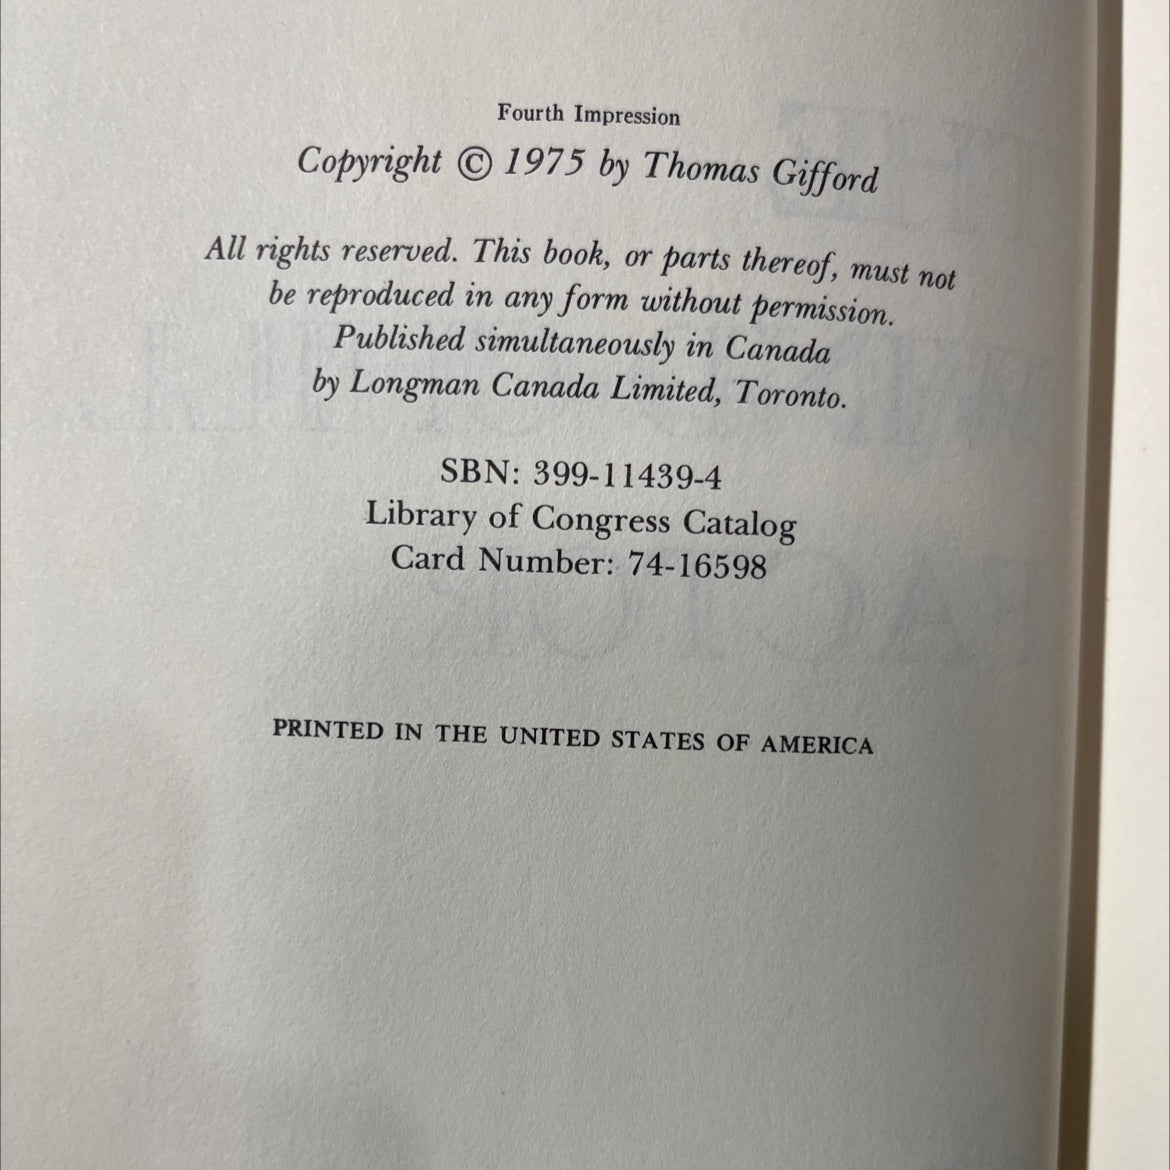 Fourth Impression
Copyright © 1975 by Thomas Gifford
All rights reserved. This book, or parts thereof, must not
be reproduced in any form without permission.
Published simultaneously in Canada
by Longman Canada Limited, Toronto.
SBN: 399-11439-4
Library of Congress Catalog
Card Number: 74-16598
PRINTED IN THE UNITED STATES OF AMERICA